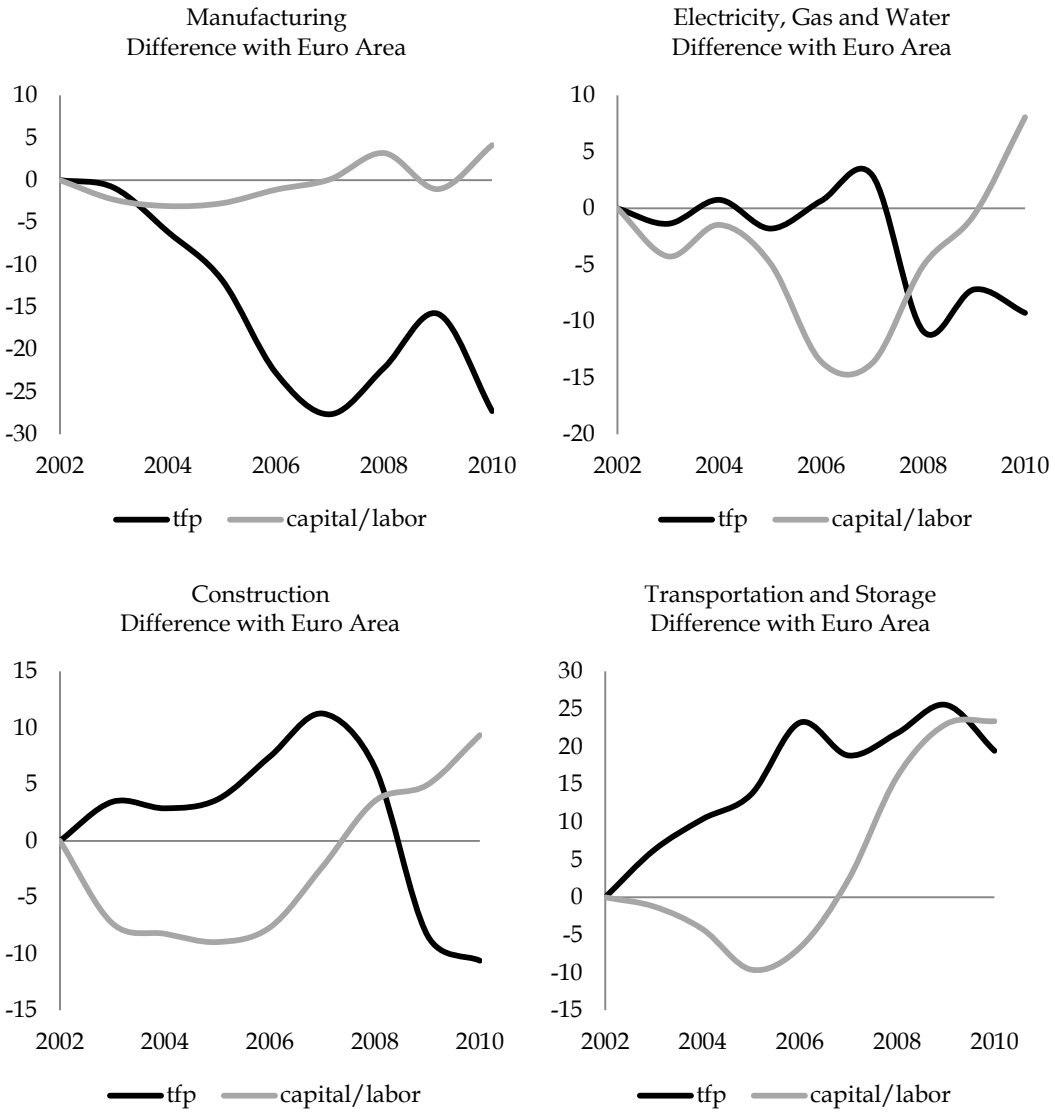 Manufacturing
Difference with Euro Area
10
5
0
-5
-10
-15
-20
-25
-30
2002 2004 2006 2008 2010
tfp capital/labor
Electricity, Gas and Water
Difference with Euro Area
10
5
0
-5
-10
-15
-20
2002 2004 2006 2008 2010
tfp capital/labor
Construction
Difference with Euro Area
15
10
5
0
-5
-10
-15
2002 2004 2006 2008 2010
tfp capital/labor
Transportation and Storage
Difference with Euro Area
30
25
20
15
10
5
0
-5
-10
-15
2002 2004 2006 2008 2010
tfp capital/labor